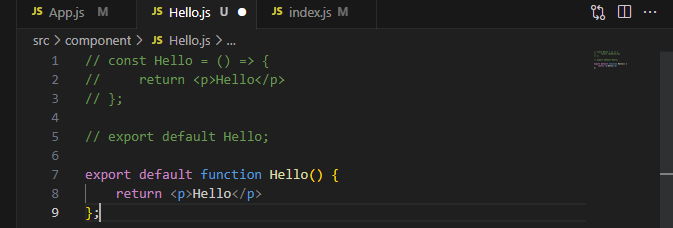 JS App.js M JS Hello.js U JS index.js M
src > component > JS Hello.js > ...
1 // const Hello = () => {
2 //     return <p>Hello</p>
3 // };
4
5 // export default Hello;
6
7 export default function Hello() {
8     return <p>Hello</p>
9 };